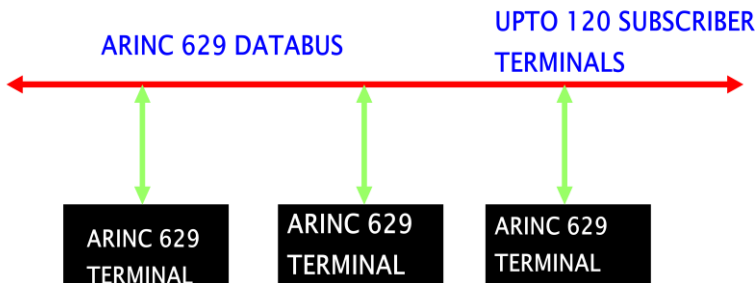 ARINC 629 DATABUS
UPTO 120 SUBSCRIBER
TERMINALS
ARINC 629
TERMINAL
ARINC 629
TERMINAL
ARINC 629
TERMINAL